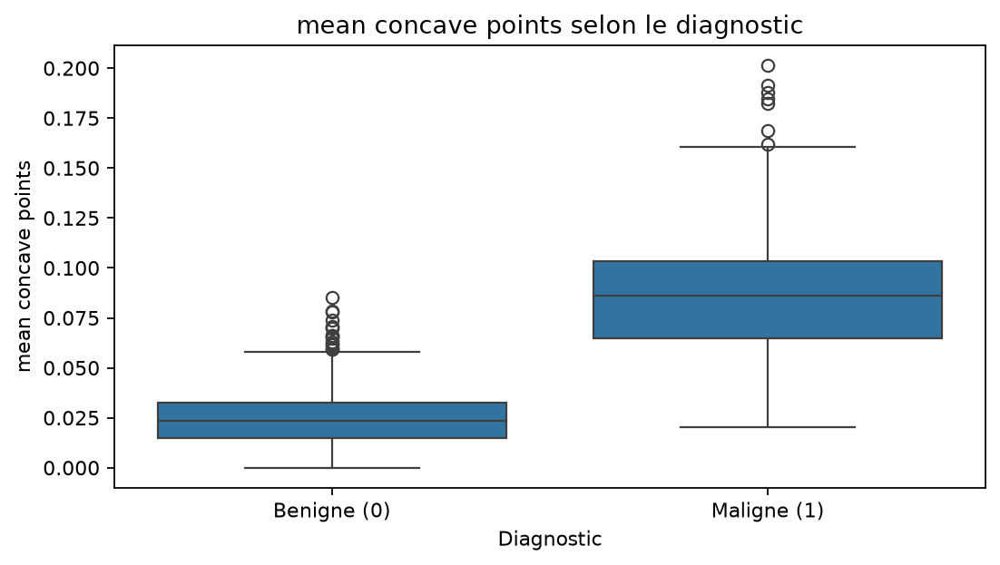 mean concave points selon le diagnostic
mean concave points
0.200
0.175
0.150
0.125
0.100
0.075
0.050
0.025
0.000
Benigne (0)
Maligne (1)
Diagnostic